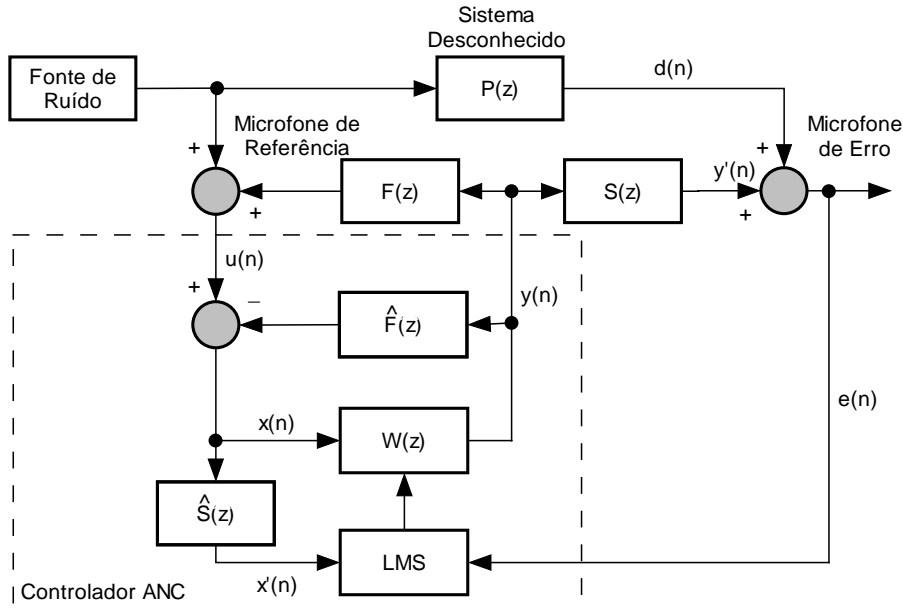 Sistema
Desconhecido
Fonte de
Ruído
P(z)
d(n)
Microfone de
Referência
Microfone
de Erro
+
+
F(z)
S(z)
y'(n)
+
+
u(n)
+
−
F̂(z)
y(n)
e(n)
x(n)
W(z)
Ŝ(z)
LMS
x'(n)
Controlador ANC